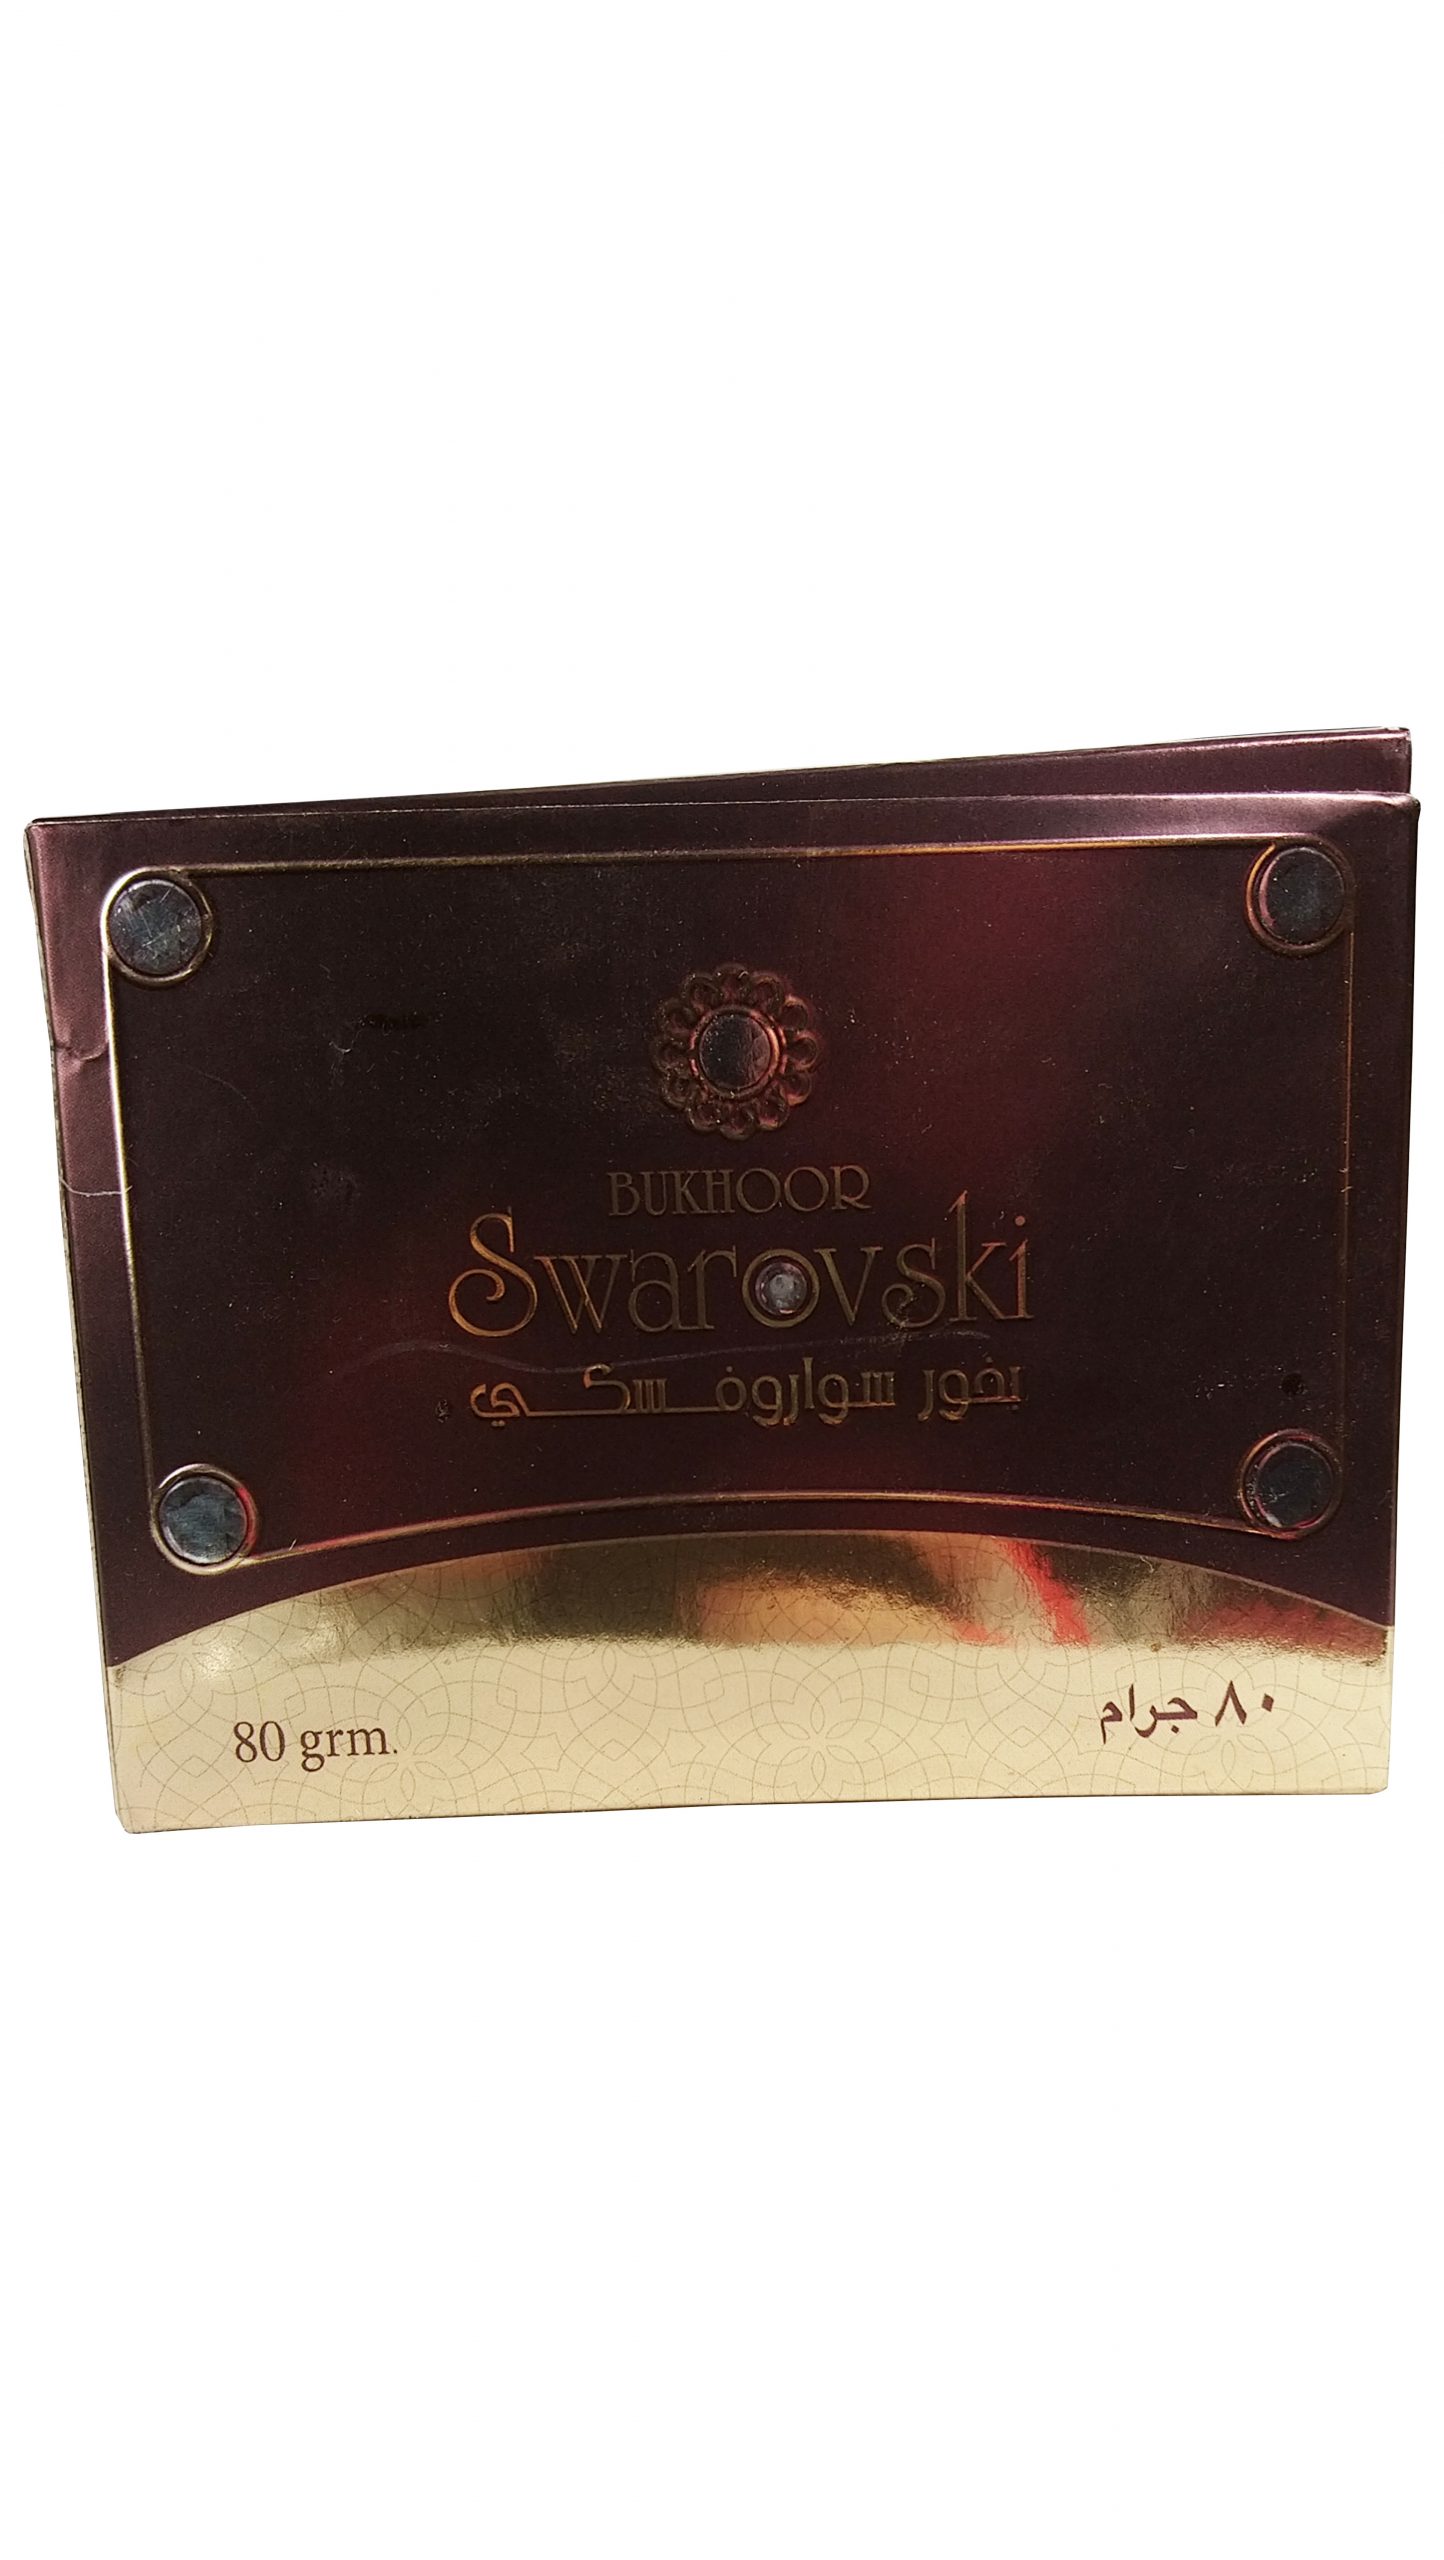 BUKHOOR
Swarovski
بخور سواروفسكي
80 grm.
٨٠ جرام